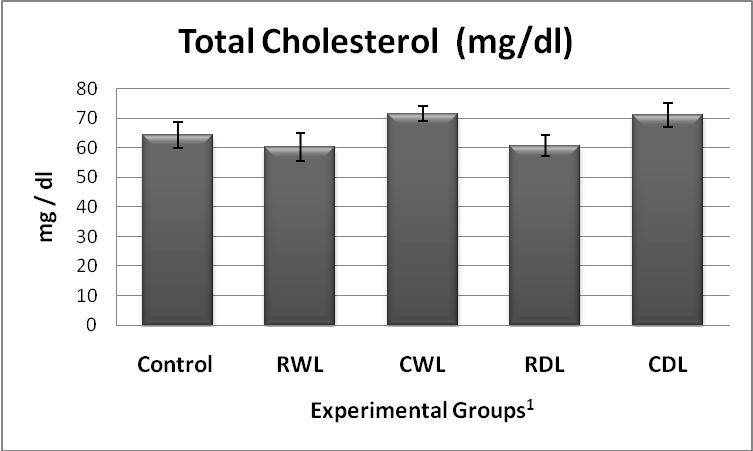 Total Cholesterol (mg/dl)
80
70
60
50
40
30
20
10
0
mg / dl
Control RWL CWL RDL CDL
Experimental Groups¹